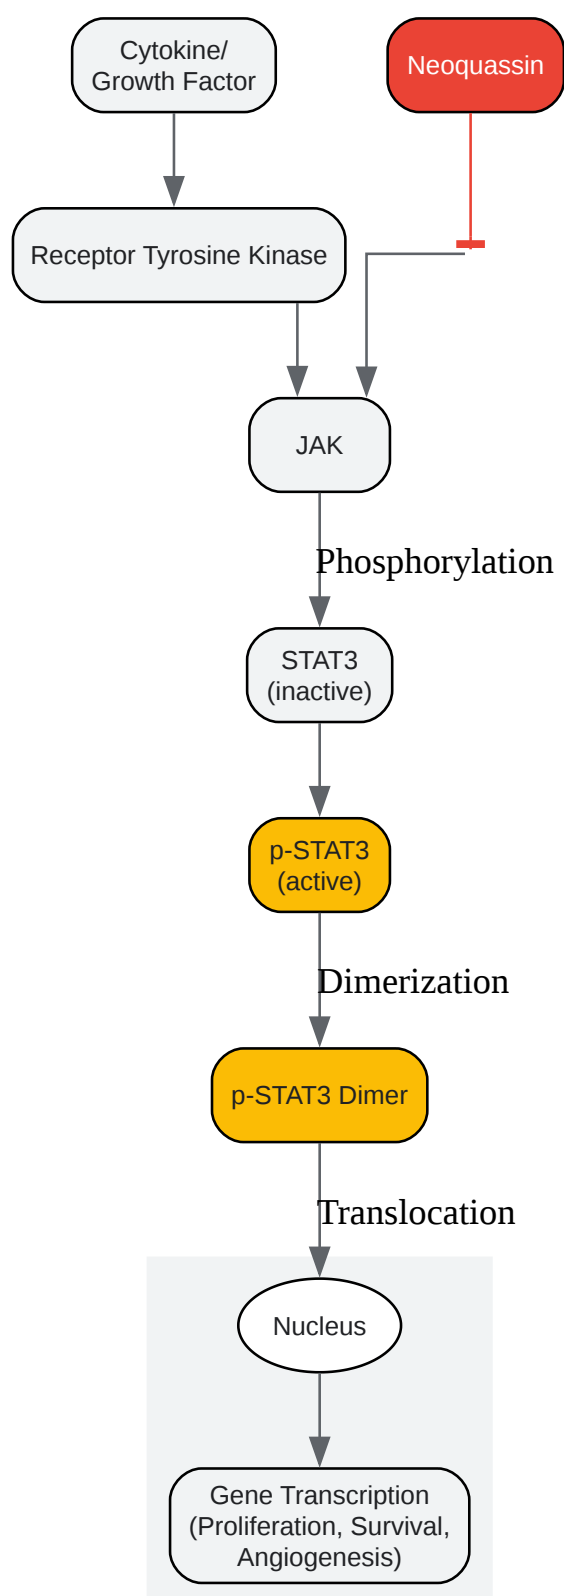 Cytokine/
Growth Factor
Neoquassin
Receptor Tyrosine Kinase
JAK
Phosphorylation
STAT3
(inactive)
p-STAT3
(active)
Dimerization
p-STAT3 Dimer
Translocation
Nucleus
Gene Transcription
(Proliferation, Survival,
Angiogenesis)